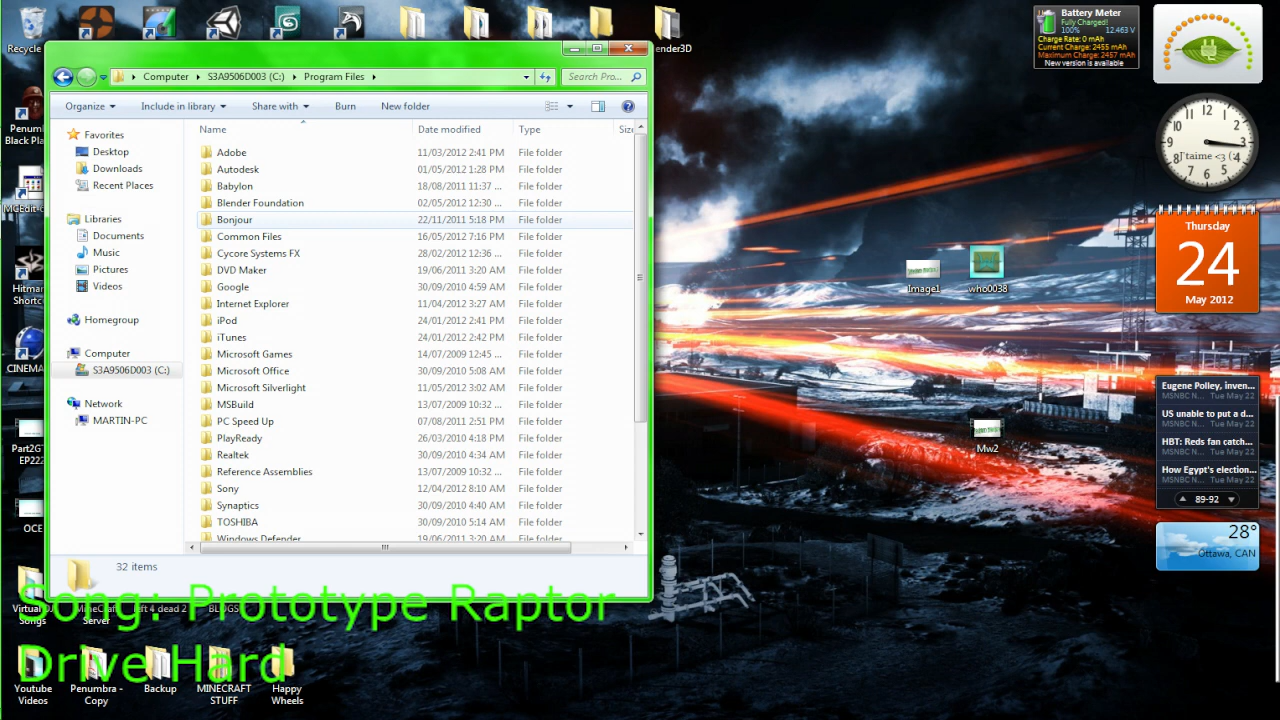 Recycle
ender3D
Computer S3A9506D003 (C:) Program Files
Search Pro...
Organize Include in library Share with Burn New folder
Name Date modified Type Size
Favorites
Desktop
Downloads
Recent Places
Libraries
Documents
Music
Pictures
Videos
Homegroup
Computer
S3A9506D003 (C:)
Network
MARTIN-PC
Adobe 11/03/2012 2:41 PM File folder
Autodesk 01/05/2012 1:28 PM File folder
Babylon 18/08/2011 11:37 ... File folder
Blender Foundation 02/05/2012 12:30 ... File folder
Bonjour 22/11/2011 5:18 PM File folder
Common Files 16/05/2012 7:16 PM File folder
Cycore Systems FX 28/02/2012 12:36 ... File folder
DVD Maker 19/06/2011 3:20 AM File folder
Google 30/09/2010 4:59 AM File folder
Internet Explorer 11/04/2012 3:27 AM File folder
iPod 24/01/2012 2:41 PM File folder
iTunes 24/01/2012 2:42 PM File folder
Microsoft Games 14/07/2009 12:45 ... File folder
Microsoft Office 30/09/2010 5:08 AM File folder
Microsoft Silverlight 11/05/2012 3:02 AM File folder
MSBuild 13/07/2009 10:32 ... File folder
PC Speed Up 07/08/2011 2:51 PM File folder
PlayReady 26/03/2010 4:18 PM File folder
Realtek 30/09/2010 4:34 AM File folder
Reference Assemblies 13/07/2009 10:32 ... File folder
Sony 12/04/2012 8:10 AM File folder
Synaptics 30/09/2010 4:40 AM File folder
TOSHIBA 30/09/2010 5:14 AM File folder
Windows Defender 19/06/2011 3:20 AM File folder
32 items
Penumb
Black Pla
MCEdit-
Hitman
Shortc
CINEMA
Part2GT
EP222
OCE
Virtual DJ
Songs
MineCraft
Server
left 4 dead 2
BLOGS
Song: Prototype Raptor
Drive Hard
Youtube
Videos
Penumbra -
Copy
Backup
MINECRAFT
STUFF
Happy
Wheels
Image1
who0038
Mw2
Battery Meter
Fully Charged!
100% 12.463 V
Charge Rate: 0 mAh
Current Charge: 2455 mAh
Maximum Charge: 2457 mAh
New version is available
12
1
2
3
4
5
6
7
8
9
10
11
Thursday
24
May 2012
Eugene Polley, inven...
MSNBC N... Tue May 22
US unable to put a d...
MSNBC N... Tue May 22
HBT: Reds fan catch...
MSNBC N... Tue May 22
How Egypt's election...
MSNBC N... Tue May 22
89-92
28°
Ottawa, CAN